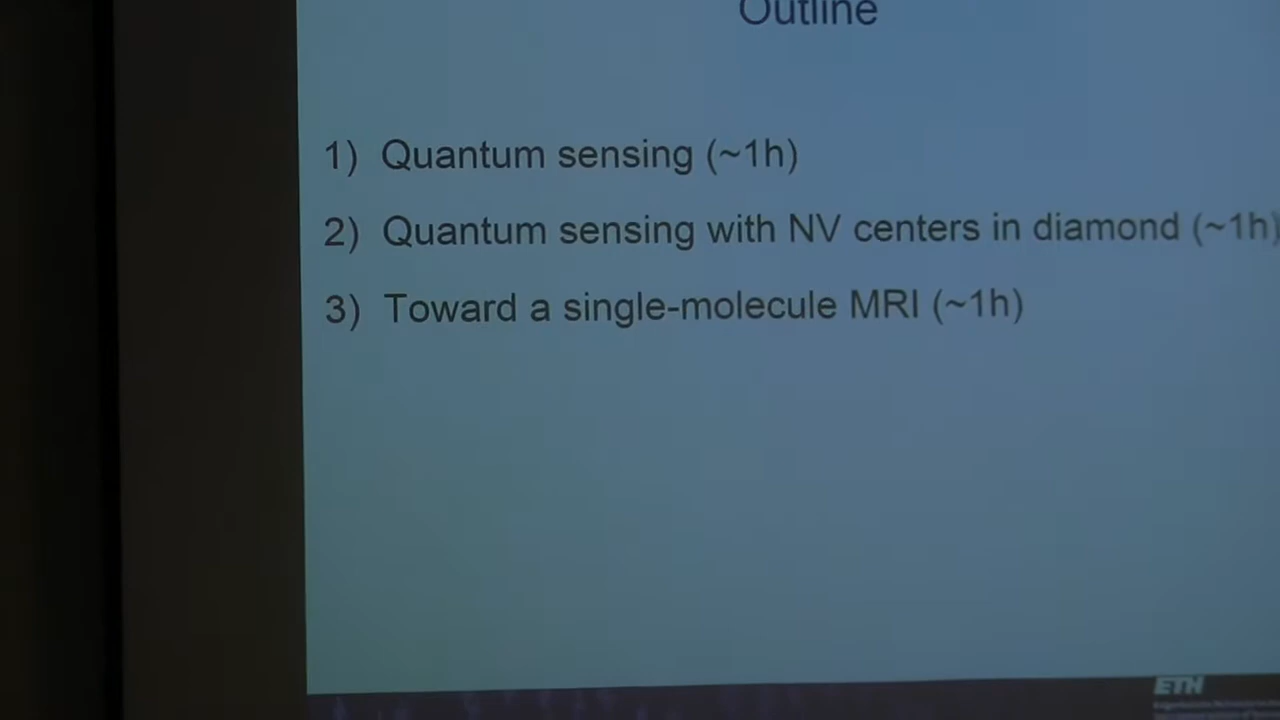 Outline
1) Quantum sensing (~1h)
2) Quantum sensing with NV centers in diamond (~1h)
3) Toward a single-molecule MRI (~1h)
ETH